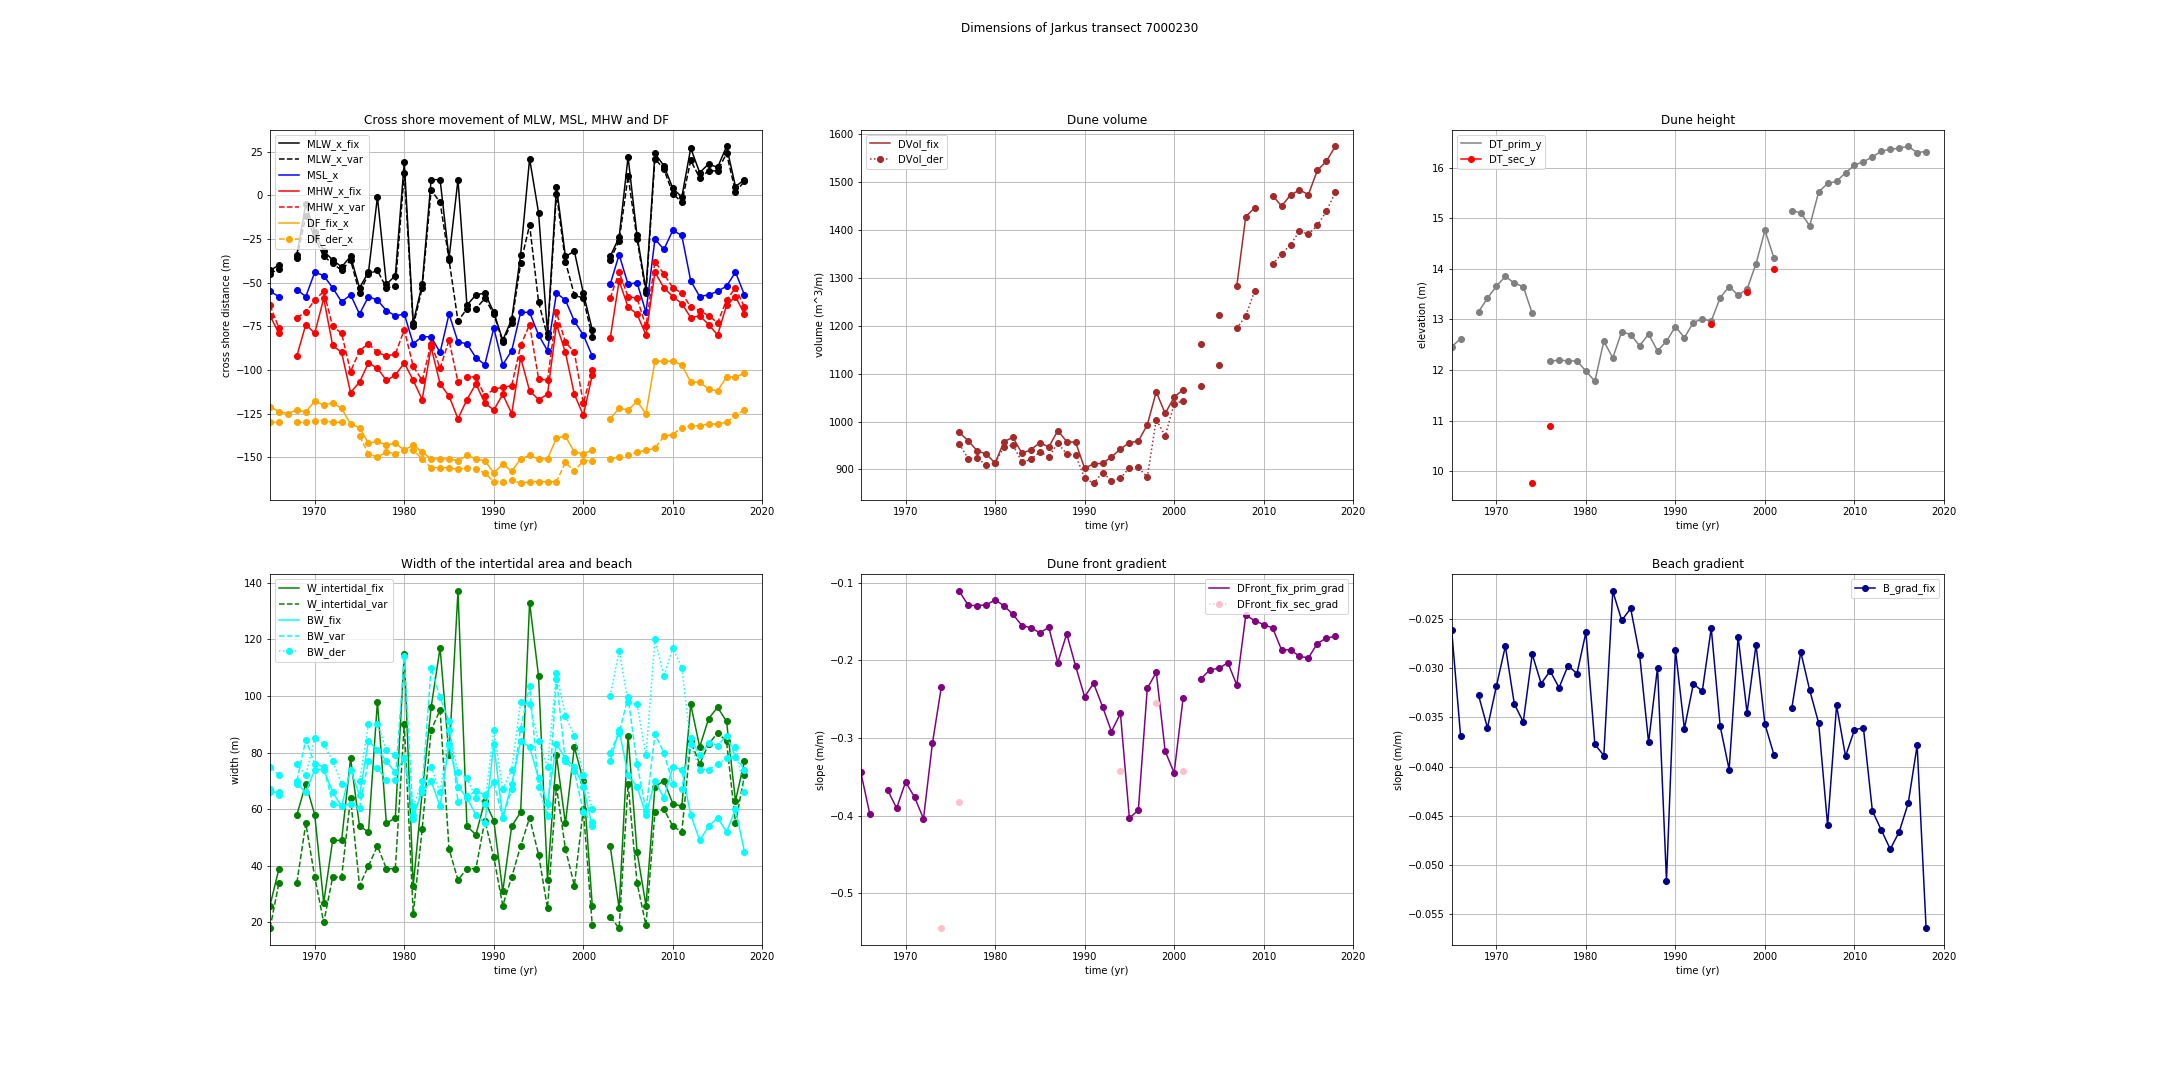 Dimensions of Jarkus transect 7000230
Cross shore movement of MLW, MSL, MHW and DF
cross shore distance (m)
25
0
−25
−50
−75
−100
−125
−150
MLW_x_fix
MLW_x_var
MSL_x
MHW_x_fix
MHW_x_var
DF_fix_x
DF_der_x
1970 1980 1990 2000 2010 2020
time (yr)
Dune volume
volume (m^3/m)
1600
1500
1400
1300
1200
1100
1000
900
DVol_fix
DVol_der
1970 1980 1990 2000 2010 2020
time (yr)
Dune height
elevation (m)
16
15
14
13
12
11
10
DT_prim_y
DT_sec_y
1970 1980 1990 2000 2010 2020
time (yr)
Width of the intertidal area and beach
width (m)
140
120
100
80
60
40
20
W_intertidal_fix
W_intertidal_var
BW_fix
BW_var
BW_der
1970 1980 1990 2000 2010 2020
time (yr)
Dune front gradient
slope (m/m)
−0.1
−0.2
−0.3
−0.4
−0.5
DFront_fix_prim_grad
DFront_fix_sec_grad
1970 1980 1990 2000 2010 2020
time (yr)
Beach gradient
slope (m/m)
−0.025
−0.030
−0.035
−0.040
−0.045
−0.050
−0.055
B_grad_fix
1970 1980 1990 2000 2010 2020
time (yr)